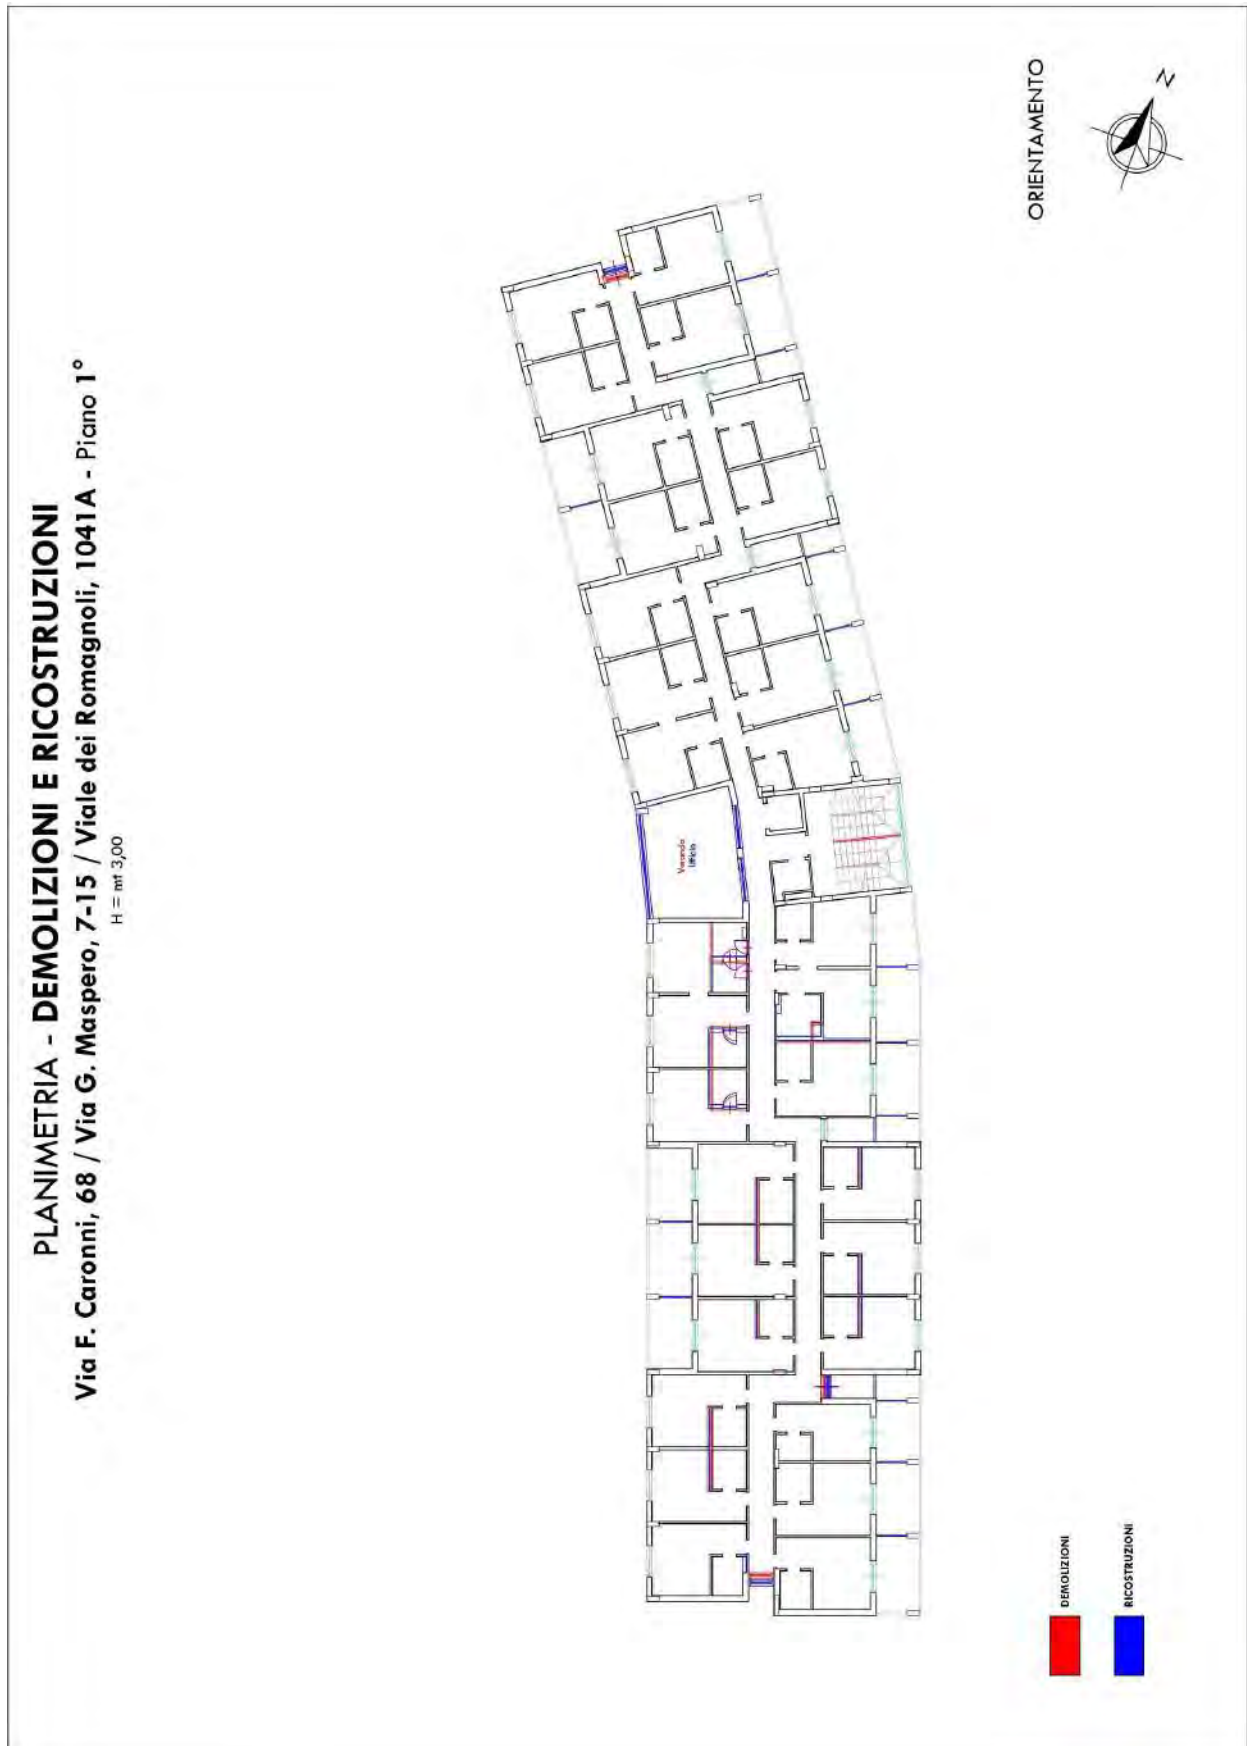 PLANIMETRIA - DEMOLIZIONI E RICOSTRUZIONI
Via F. Caronni, 68 / Via G. Maspero, 7-15 / Viale dei Romagnoli, 1041A - Piano 1°
H = mt 3,00
ORIENTAMENTO
N
Veranda
Ufficio
DEMOLIZIONI
RICOSTRUZIONI